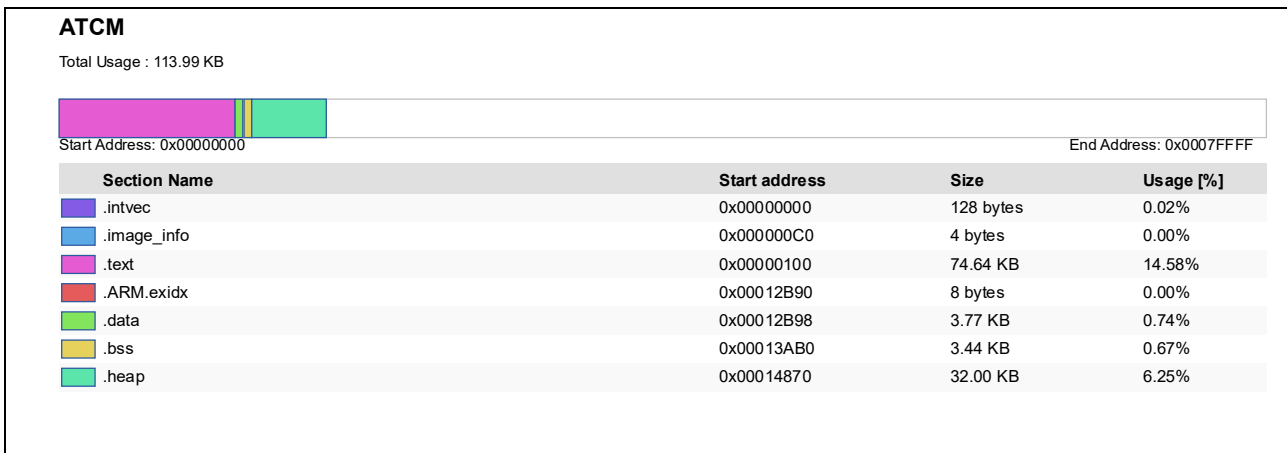 ATCM
Total Usage : 113.99 KB
Start Address: 0x00000000 End Address: 0x0007FFFF
Section Name Start address Size Usage [%]
.intvec 0x00000000 128 bytes 0.02%
.image_info 0x000000C0 4 bytes 0.00%
.text 0x00000100 74.64 KB 14.58%
.ARM.exidx 0x00012B90 8 bytes 0.00%
.data 0x00012B98 3.77 KB 0.74%
.bss 0x00013AB0 3.44 KB 0.67%
.heap 0x00014870 32.00 KB 6.25%